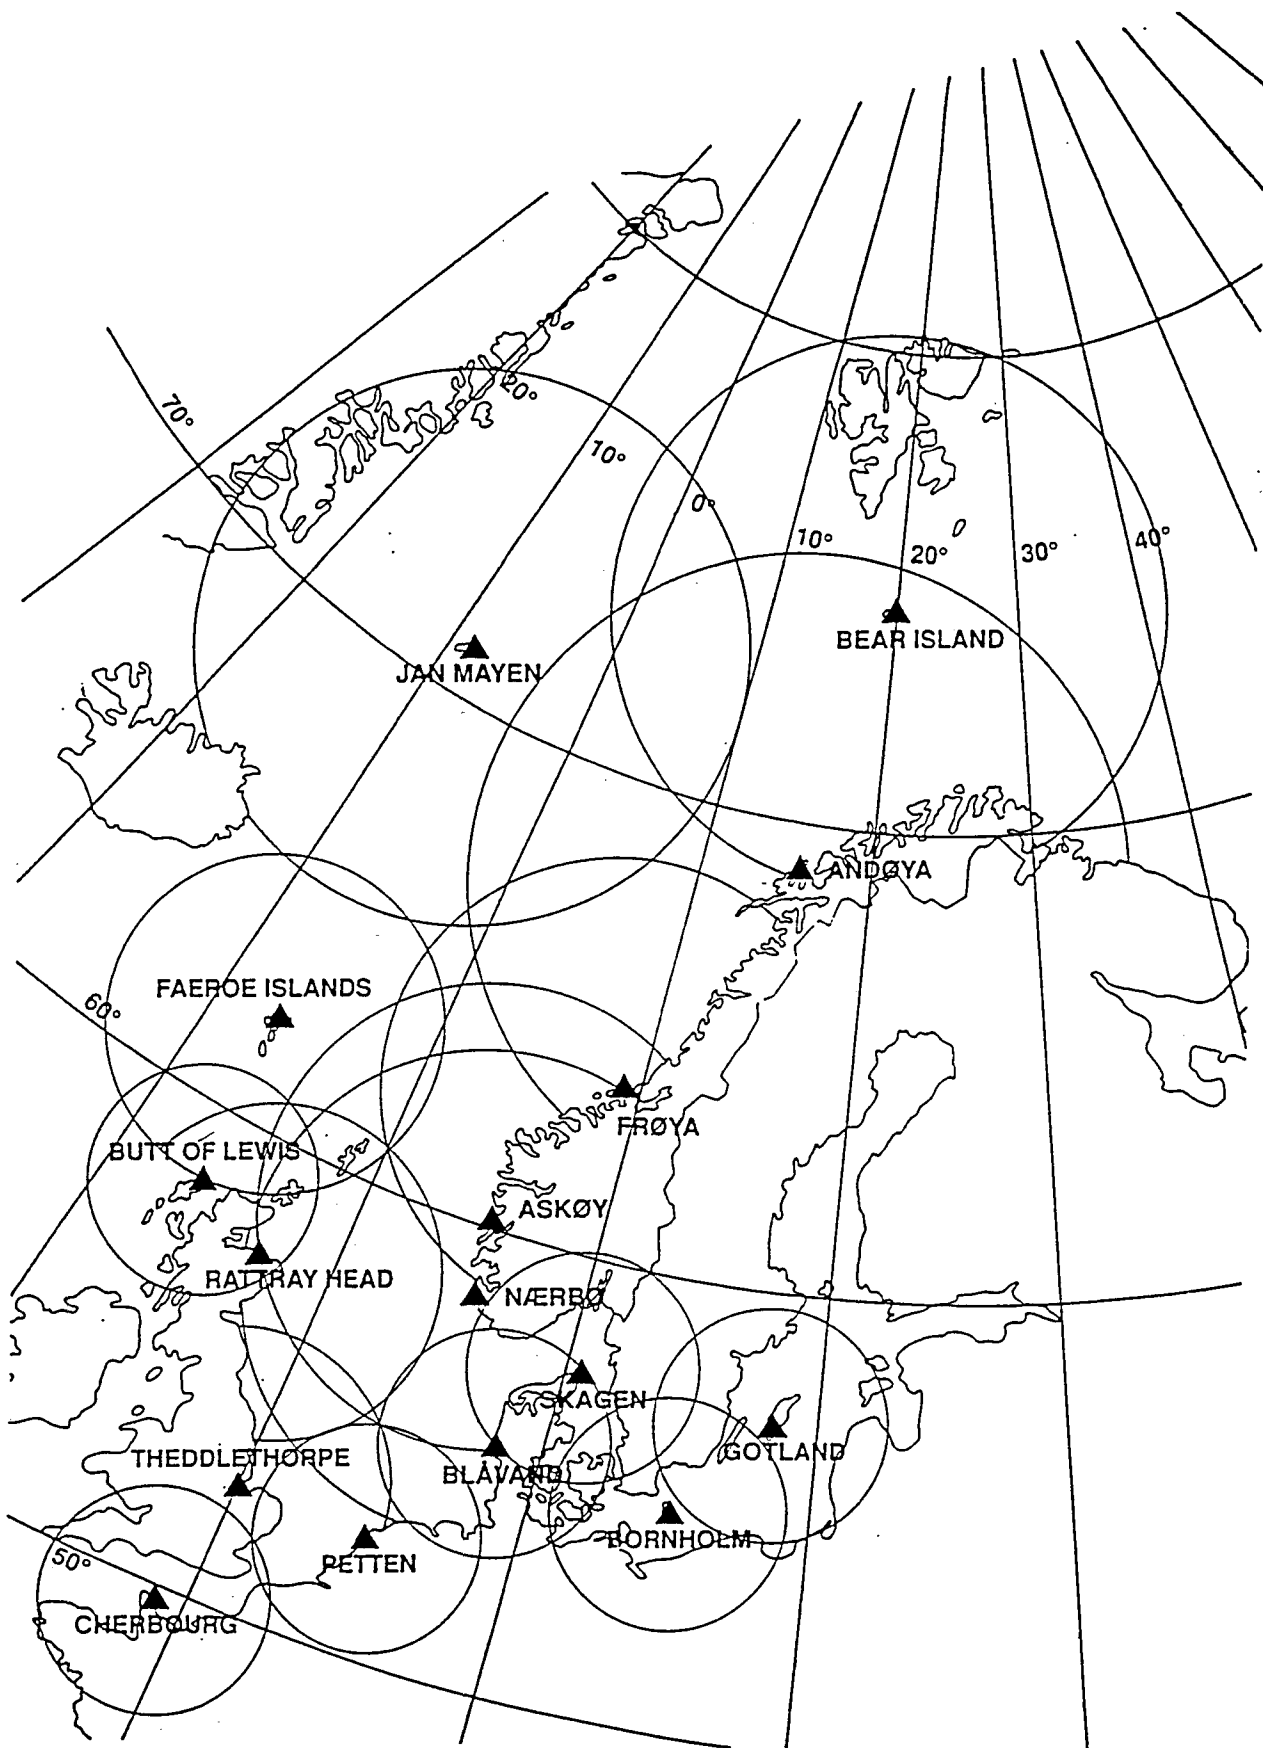 70°
20°
10°
0°
10°
20°
30°
40°
BEAR ISLAND
JAN MAYEN
ANDØYA
FAEROE ISLANDS
60°
FRØYA
BUTT OF LEWIS
ASKØY
RATTRAY HEAD
NÆRBØ
SKAGEN
GOTLAND
THEDDLETHORPE
BLÅVAND
BORNHOLM
PETTEN
50°
CHERBOURG